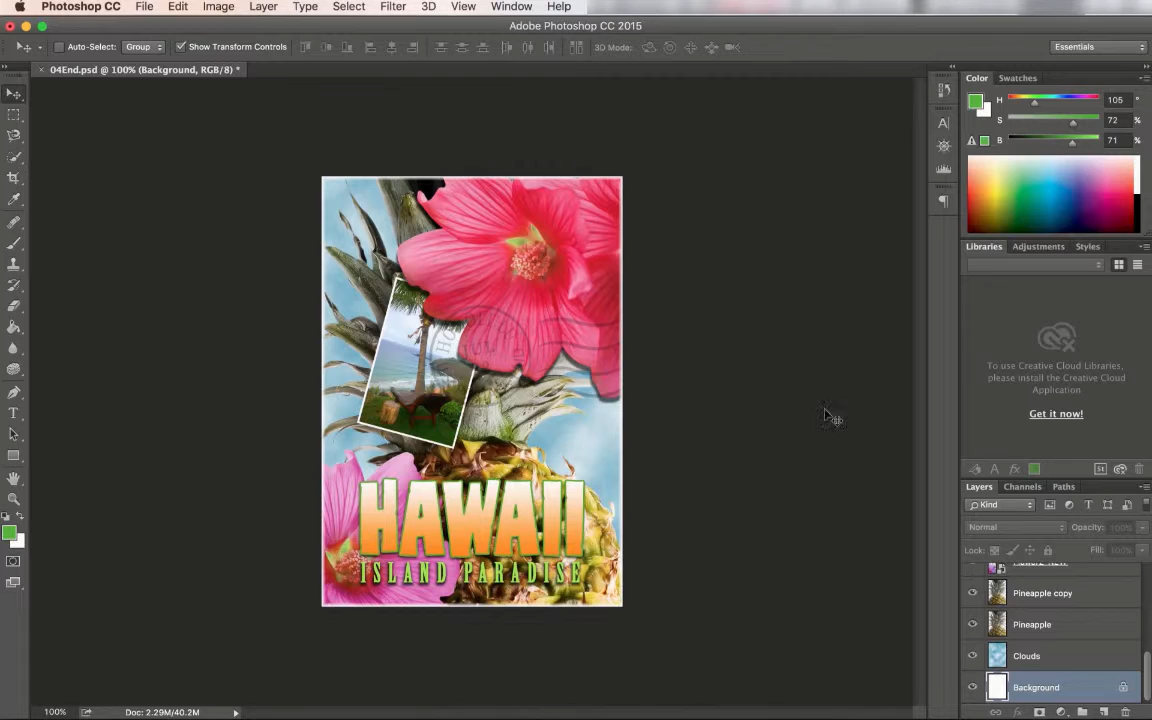 Photoshop CC File Edit Image Layer Type Select Filter 3D View Window Help
Adobe Photoshop CC 2015
Auto-Select: Group Show Transform Controls 3D Mode: Essentials
04End.psd @ 100% (Background, RGB/8) *
Color Swatches
H 105 °
S 72 %
B 71 %
Libraries Adjustments Styles
To use Creative Cloud Libraries,
please install the Creative Cloud
Application
Get it now!
St
Layers Channels Paths
Kind
Normal Opacity: 100%
Lock: Fill: 100%
Pineapple copy
Pineapple
Clouds
Background
HAWAII
ISLAND PARADISE
100% Doc: 2.29M/40.2M